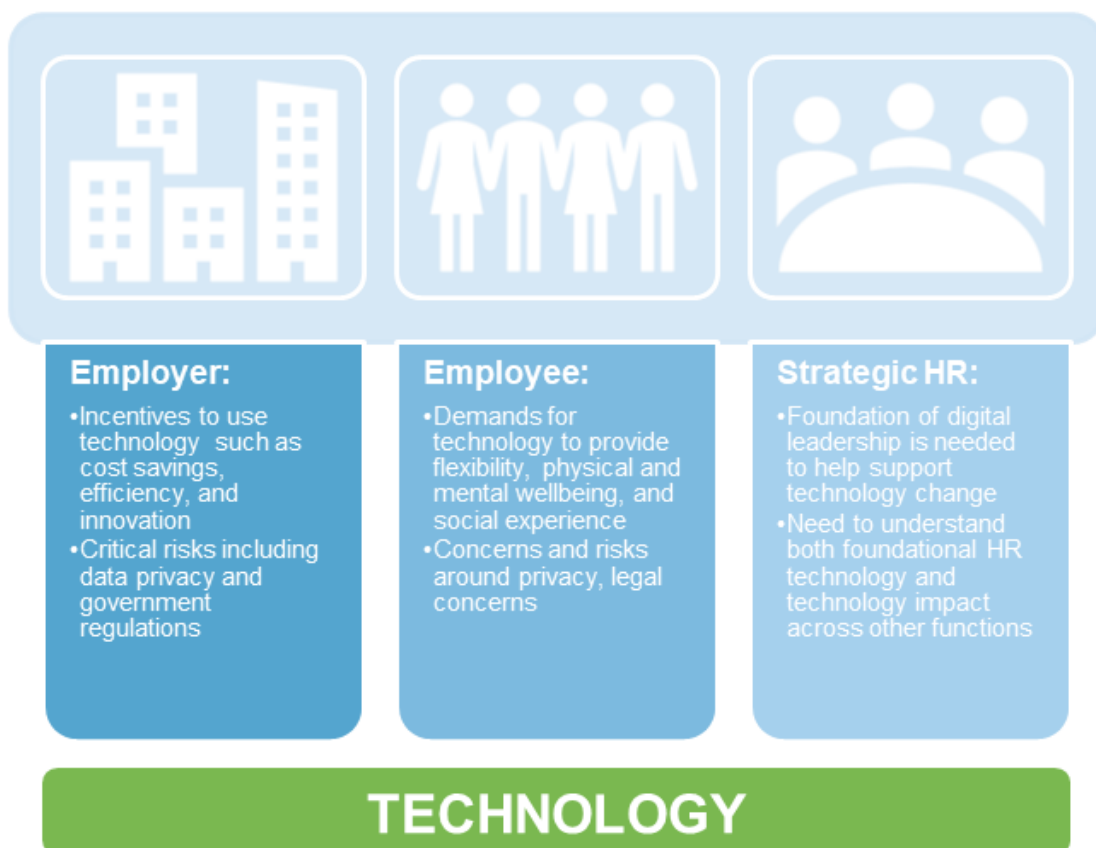 Employer:
•Incentives to use
technology such as
cost savings,
efficiency, and
innovation
•Critical risks including
data privacy and
government
regulations
Employee:
•Demands for
technology to provide
flexibility, physical and
mental wellbeing, and
social experience
•Concerns and risks
around privacy, legal
concerns
Strategic HR:
•Foundation of digital
leadership is needed
to help support
technology change
•Need to understand
both foundational HR
technology and
technology impact
across other functions
TECHNOLOGY